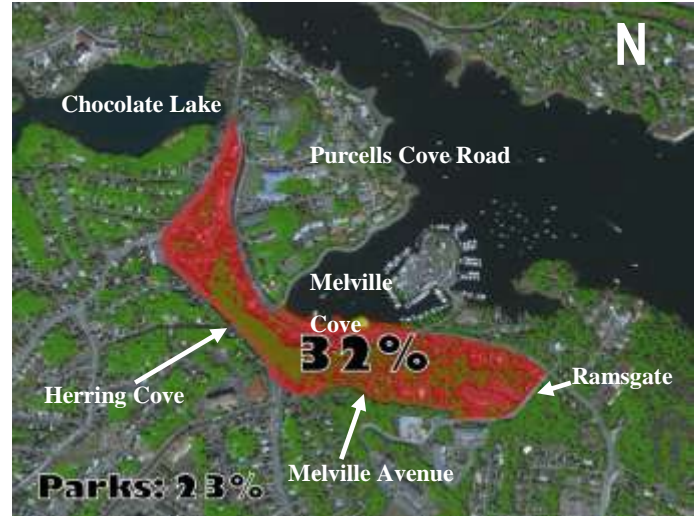 N
Chocolate Lake
Purcells Cove Road
Melville
Cove
32%
Ramsgate
Herring Cove
Melville Avenue
Parks: 23%